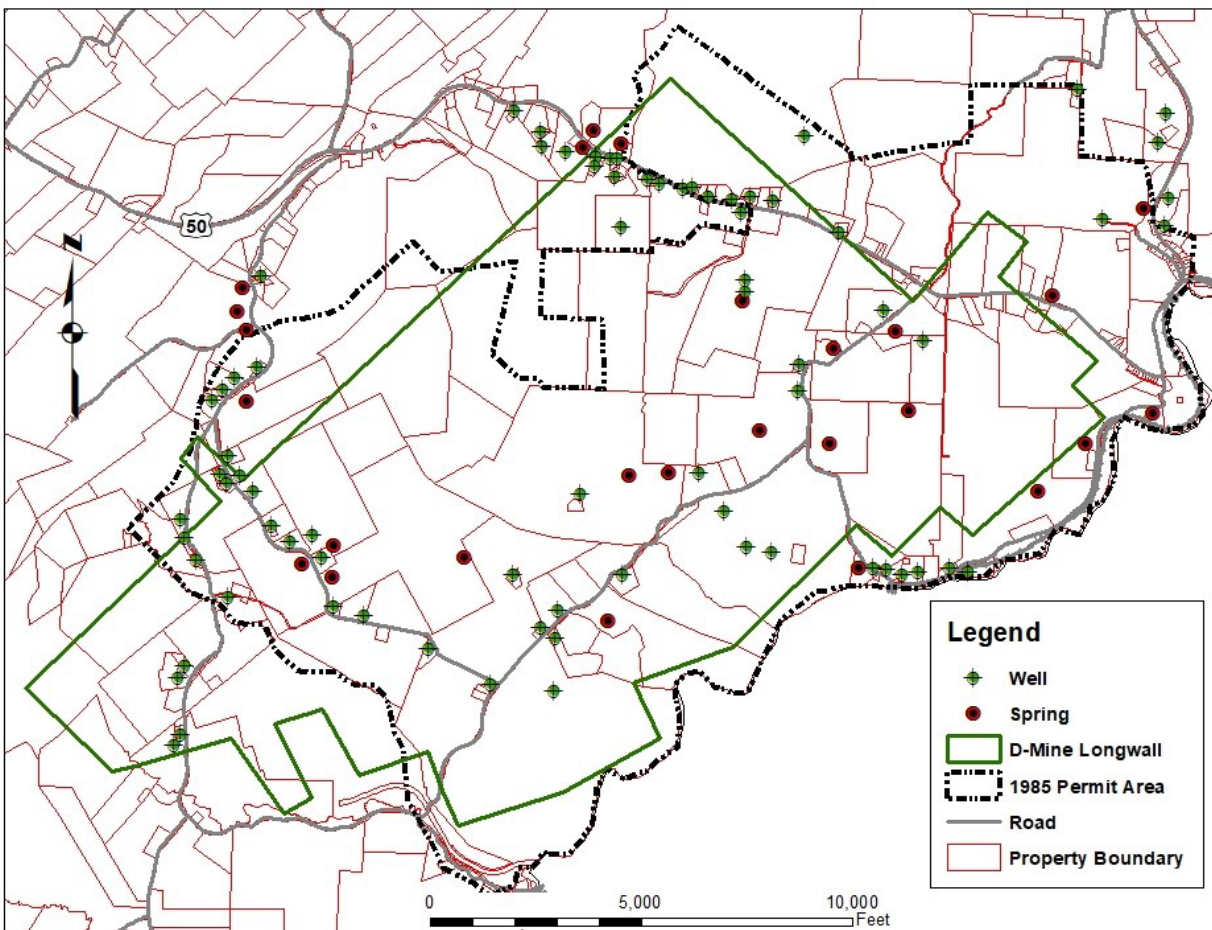 50
N
Legend
Well
Spring
D-Mine Longwall
1985 Permit Area
Road
Property Boundary
0 5,000 10,000
Feet